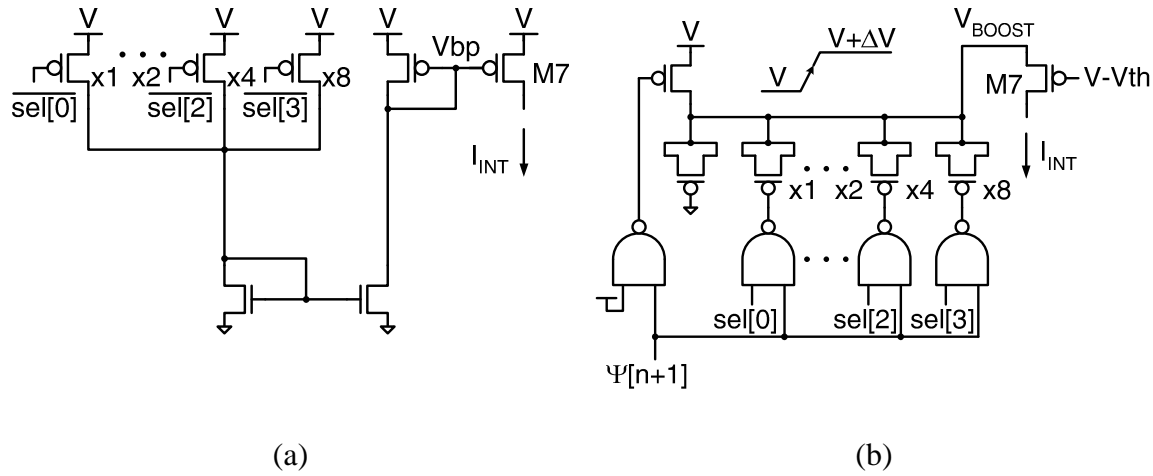 V V V V V
Vbp
x1 x2 x4 x8 M7
sel[0] sel[2] sel[3]
I_INT
(a)
V V V+ΔV V_BOOST
M7 V-Vth
I_INT
x1 x2 x4 x8
sel[0] sel[2] sel[3]
Ψ[n+1]
(b)